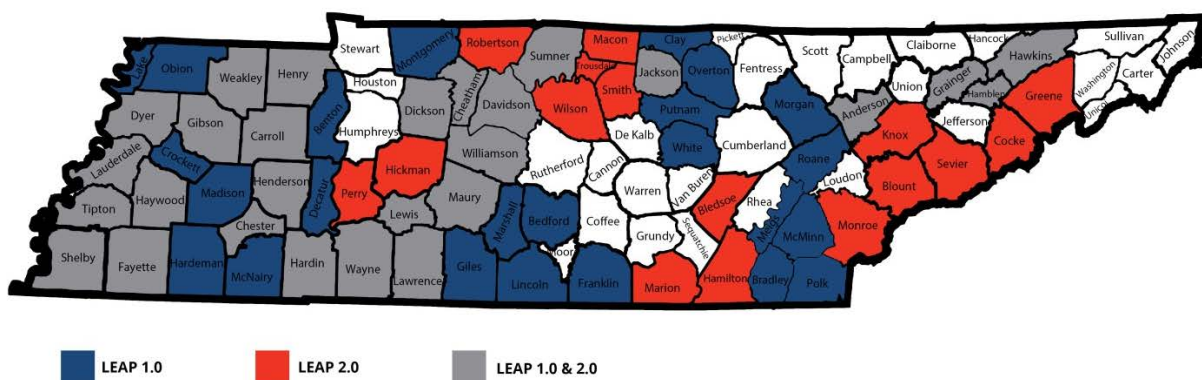 Stewart
Montgomery
Robertson
Sumner
Macon
Trousdale
Clay
Pickett
Scott
Claiborne
Hancock
Sullivan
Johnson
Lake
Obion
Weakley
Henry
Houston
Cheatham
Davidson
Wilson
Smith
Jackson
Overton
Fentress
Campbell
Union
Grainger
Hawkins
Hamblen
Washington
Carter
Unicoi
Greene
Dyer
Gibson
Carroll
Benton
Humphreys
Dickson
Williamson
Rutherford
De Kalb
Cannon
Putnam
White
Cumberland
Morgan
Anderson
Knox
Jefferson
Cocke
Sevier
Lauderdale
Crockett
Madison
Henderson
Decatur
Perry
Hickman
Maury
Warren
Van Buren
Bledsoe
Rhea
Roane
Loudon
Blount
Monroe
Tipton
Haywood
Chester
Lewis
Marshall
Bedford
Coffee
Grundy
Sequatchie
Meigs
McMinn
Shelby
Fayette
Hardeman
McNairy
Hardin
Wayne
Lawrence
Giles
Lincoln
Moor
Franklin
Marion
Hamilton
Bradley
Polk
LEAP 1.0
LEAP 2.0
LEAP 1.0 & 2.0